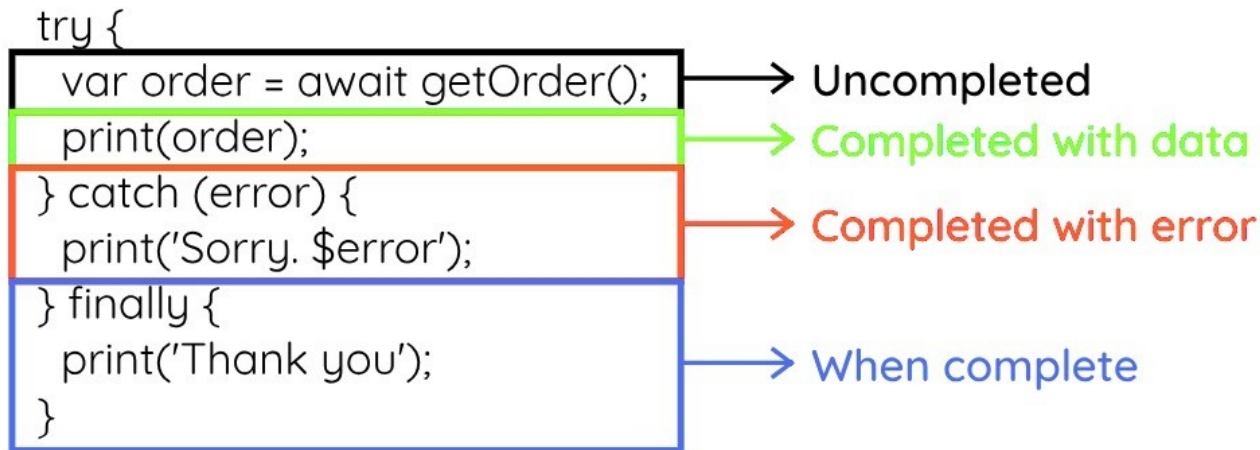 try {
var order = await getOrder();
Uncompleted
print(order);
Completed with data
} catch (error) {
print('Sorry. $error');
Completed with error
} finally {
print('Thank you');
When complete
}